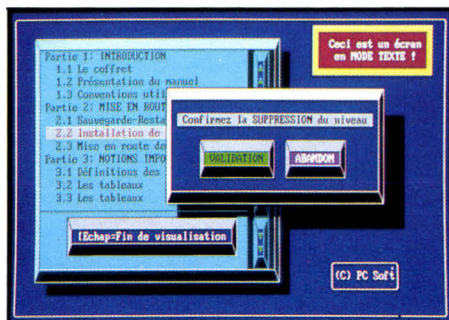 Ceci est un écran
en MODE TEXTE !
Partie 1: INTRODUCTION
1.1 Le coffret
1.2 Présentation du manuel
1.3 Conventions util
Partie 2: MISE EN ROUT
2.1 Sauvegarde-Resta
2.2 Installation de
2.3 Mise en route de
Partie 3: NOTIONS IMPO
3.1 Définitions des
3.2 Les tableaux
3.3 Les tableaux
Confirmez la SUPPRESSION du niveau
VALIDATION
ABANDON
[Echap=Fin de visualisation
(C) PC Soft